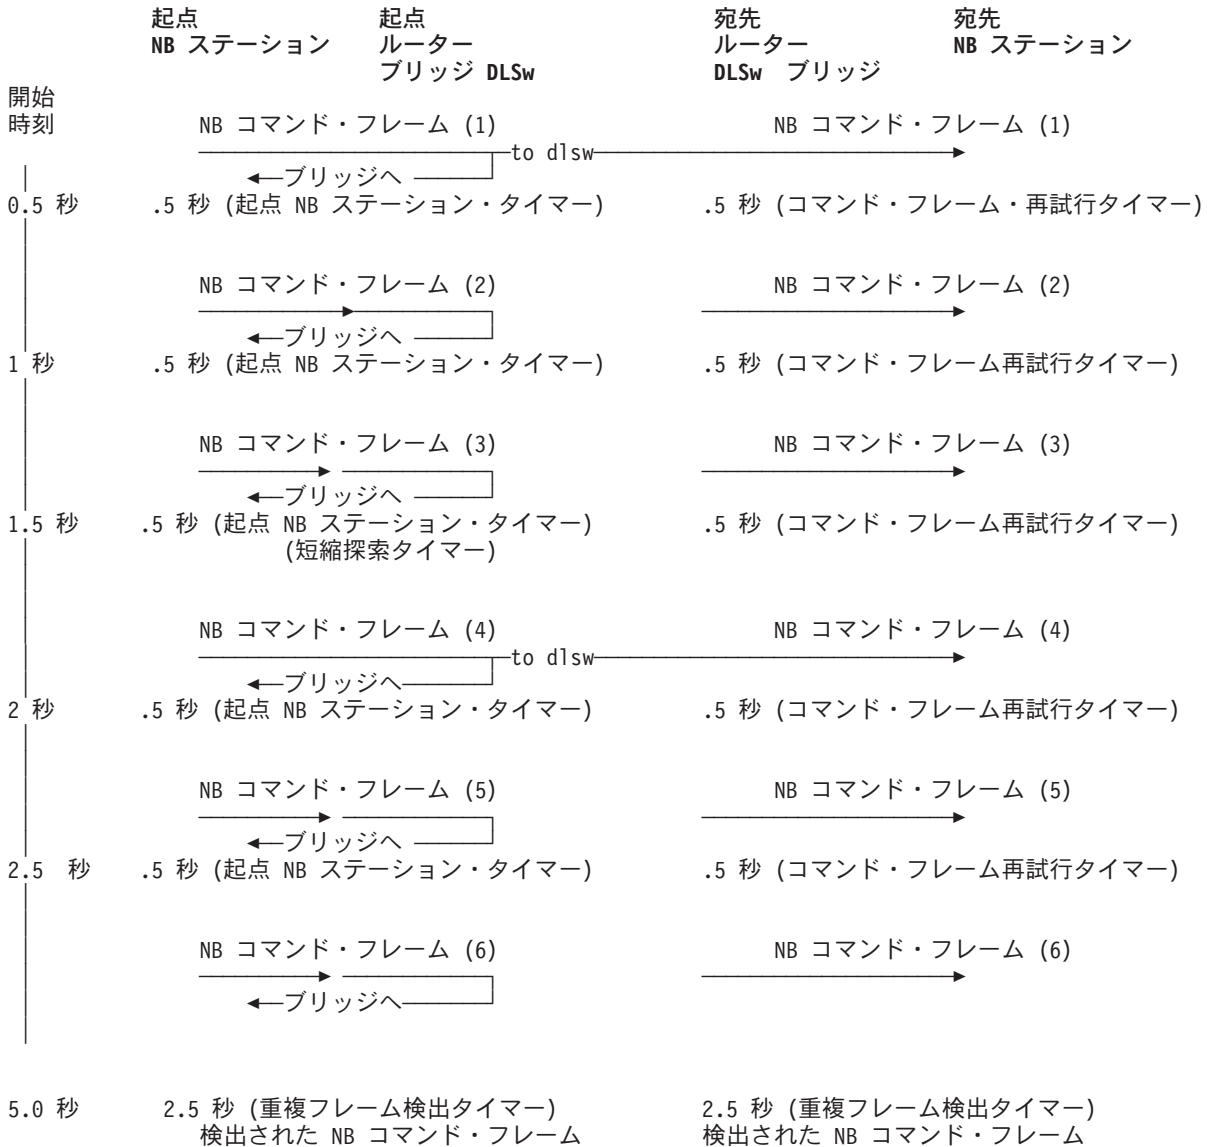 起点 起点 宛先 宛先
NB ステーション ルーター ルーター NB ステーション
ブリッジ DLSw DLSw ブリッジ
開始
時刻 NB コマンド・フレーム (1) NB コマンド・フレーム (1)
to dlsw
ブリッジへ
0.5 秒 .5 秒 (起点 NB ステーション・タイマー) .5 秒 (コマンド・フレーム・再試行タイマー)
NB コマンド・フレーム (2) NB コマンド・フレーム (2)
ブリッジへ
1 秒 .5 秒 (起点 NB ステーション・タイマー) .5 秒 (コマンド・フレーム再試行タイマー)
NB コマンド・フレーム (3) NB コマンド・フレーム (3)
ブリッジへ
1.5 秒 .5 秒 (起点 NB ステーション・タイマー) .5 秒 (コマンド・フレーム再試行タイマー)
(短縮探索タイマー)
NB コマンド・フレーム (4) NB コマンド・フレーム (4)
to dlsw
ブリッジへ
2 秒 .5 秒 (起点 NB ステーション・タイマー) .5 秒 (コマンド・フレーム再試行タイマー)
NB コマンド・フレーム (5) NB コマンド・フレーム (5)
ブリッジへ
2.5 秒 .5 秒 (起点 NB ステーション・タイマー) .5 秒 (コマンド・フレーム再試行タイマー)
NB コマンド・フレーム (6) NB コマンド・フレーム (6)
ブリッジへ
5.0 秒 2.5 秒 (重複フレーム検出タイマー) 2.5 秒 (重複フレーム検出タイマー)
検出された NB コマンド・フレーム 検出された NB コマンド・フレーム